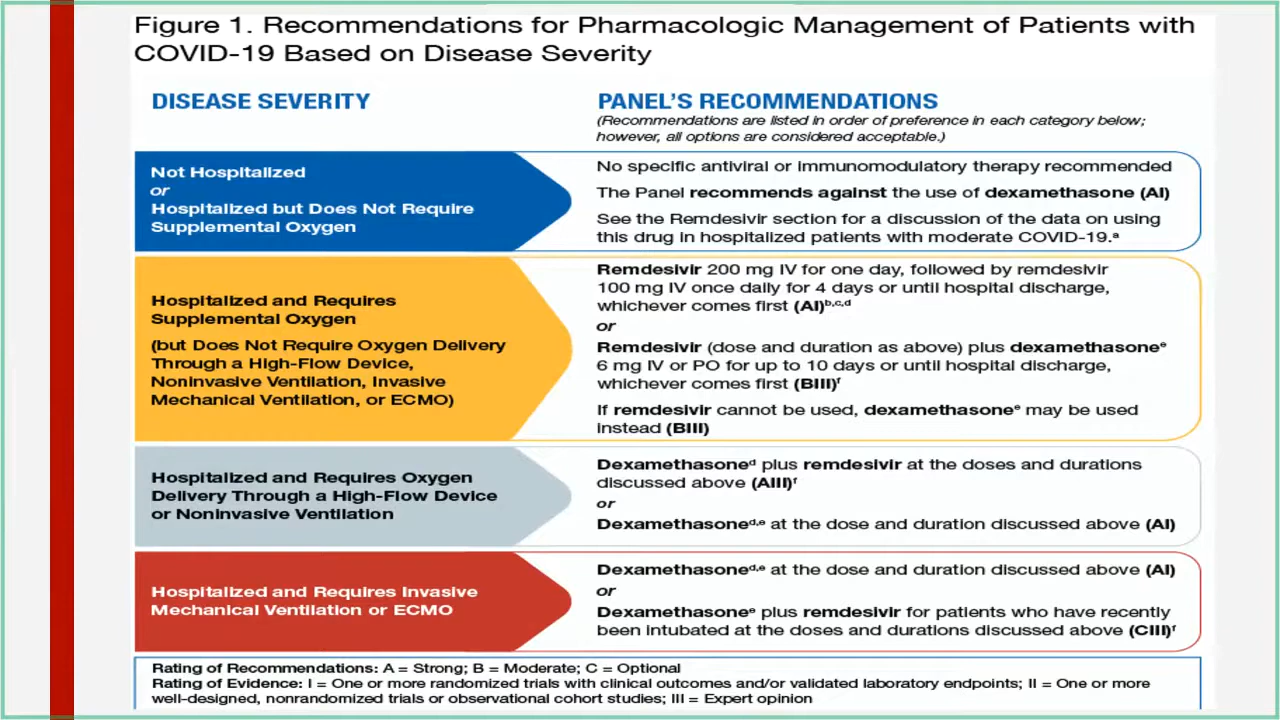 Figure 1. Recommendations for Pharmacologic Management of Patients with
COVID-19 Based on Disease Severity
DISEASE SEVERITY
PANEL'S RECOMMENDATIONS
(Recommendations are listed in order of preference in each category below;
however, all options are considered acceptable.)
Not Hospitalized
or
Hospitalized but Does Not Require
Supplemental Oxygen
No specific antiviral or immunomodulatory therapy recommended
The Panel recommends against the use of dexamethasone (AI)
See the Remdesivir section for a discussion of the data on using
this drug in hospitalized patients with moderate COVID-19.ᵃ
Hospitalized and Requires
Supplemental Oxygen
(but Does Not Require Oxygen Delivery
Through a High-Flow Device,
Noninvasive Ventilation, Invasive
Mechanical Ventilation, or ECMO)
Remdesivir 200 mg IV for one day, followed by remdesivir
100 mg IV once daily for 4 days or until hospital discharge,
whichever comes first (AI)ᵇ,ᶜ,ᵈ
or
Remdesivir (dose and duration as above) plus dexamethasoneᵉ
6 mg IV or PO for up to 10 days or until hospital discharge,
whichever comes first (BIII)ᶠ
If remdesivir cannot be used, dexamethasoneᵉ may be used
instead (BIII)
Hospitalized and Requires Oxygen
Delivery Through a High-Flow Device
or Noninvasive Ventilation
Dexamethasoneᵈ plus remdesivir at the doses and durations
discussed above (AIII)ᶠ
or
Dexamethasoneᵈ,ᵉ at the dose and duration discussed above (AI)
Hospitalized and Requires Invasive
Mechanical Ventilation or ECMO
Dexamethasoneᵈ,ᵉ at the dose and duration discussed above (AI)
or
Dexamethasoneᵉ plus remdesivir for patients who have recently
been intubated at the doses and durations discussed above (CIII)ᶠ
Rating of Recommendations: A = Strong; B = Moderate; C = Optional
Rating of Evidence: I = One or more randomized trials with clinical outcomes and/or validated laboratory endpoints; II = One or more
well-designed, nonrandomized trials or observational cohort studies; III = Expert opinion